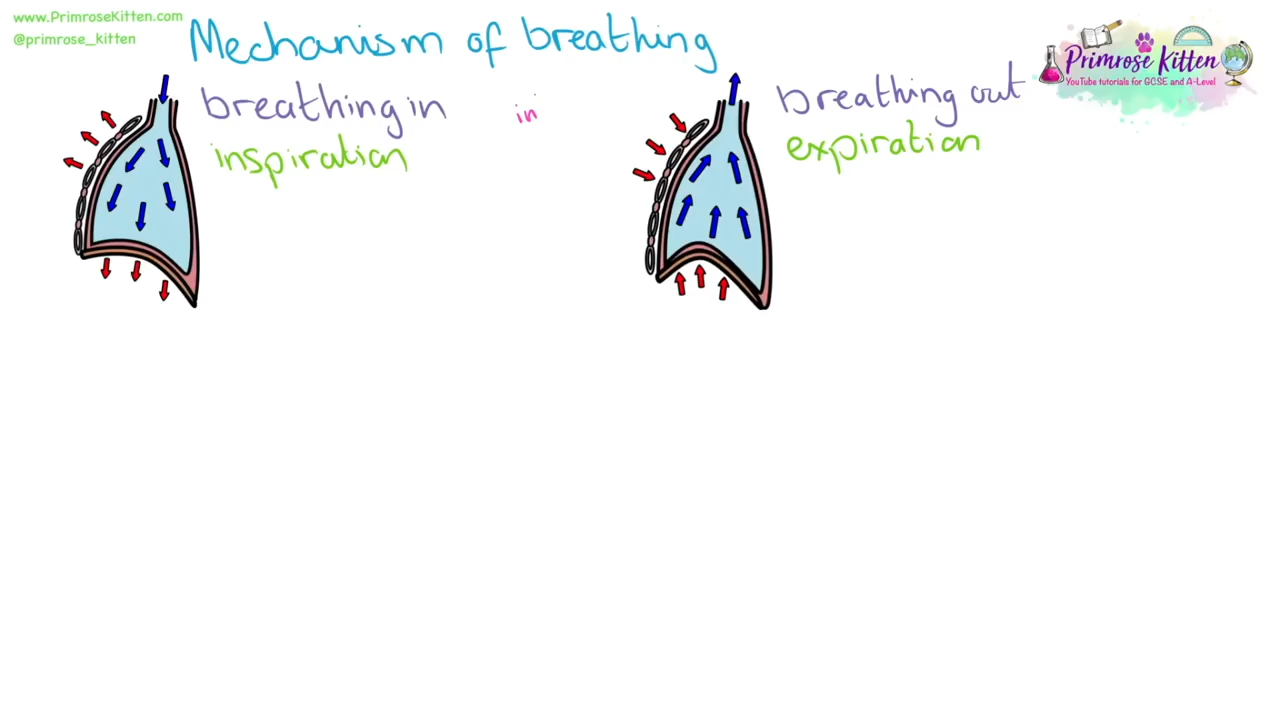 www.PrimroseKitten.com
@primrose_kitten
Mechanism of breathing
Primrose Kitten
YouTube tutorials for GCSE and A-Level
breathing in
in
inspiration
breathing out
expiration